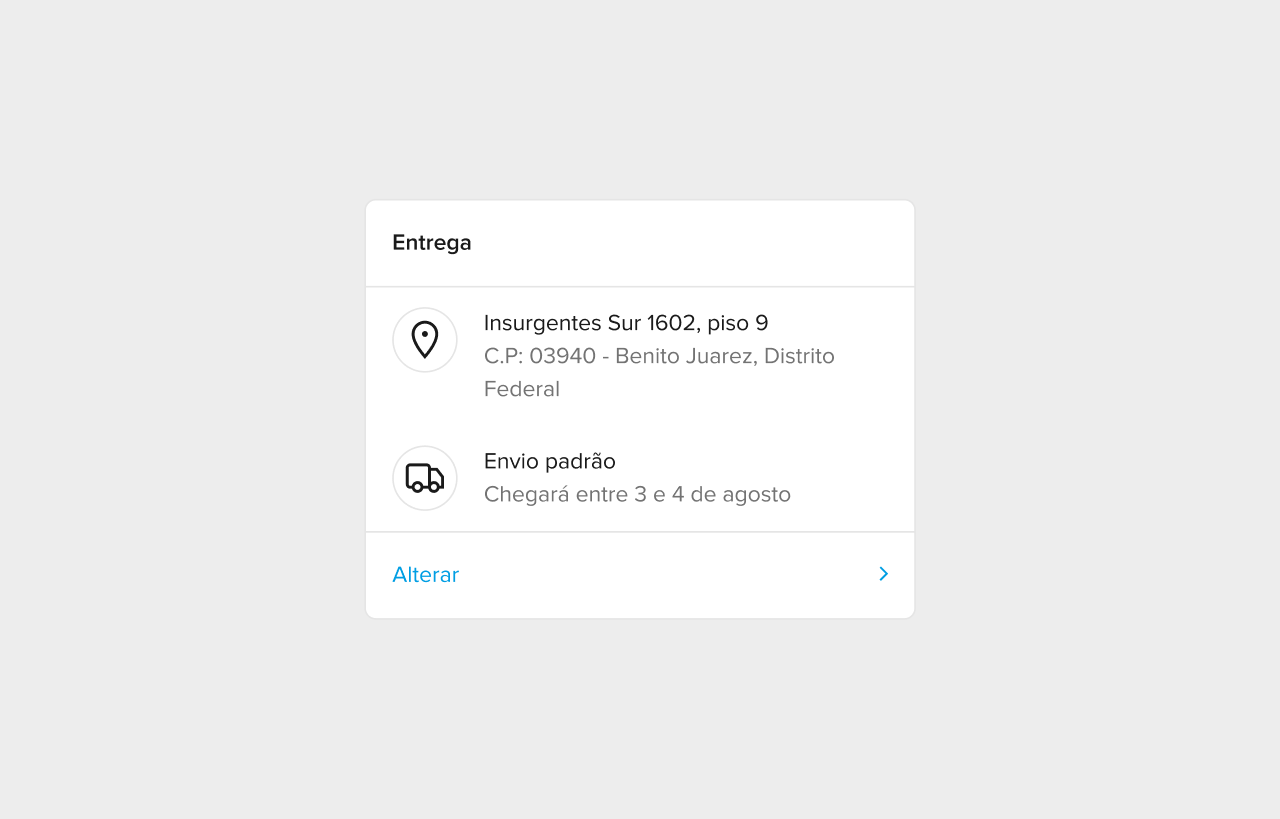 Entrega
Insurgentes Sur 1602, piso 9
C.P: 03940 - Benito Juarez, Distrito
Federal
Envio padrão
Chegará entre 3 e 4 de agosto
Alterar